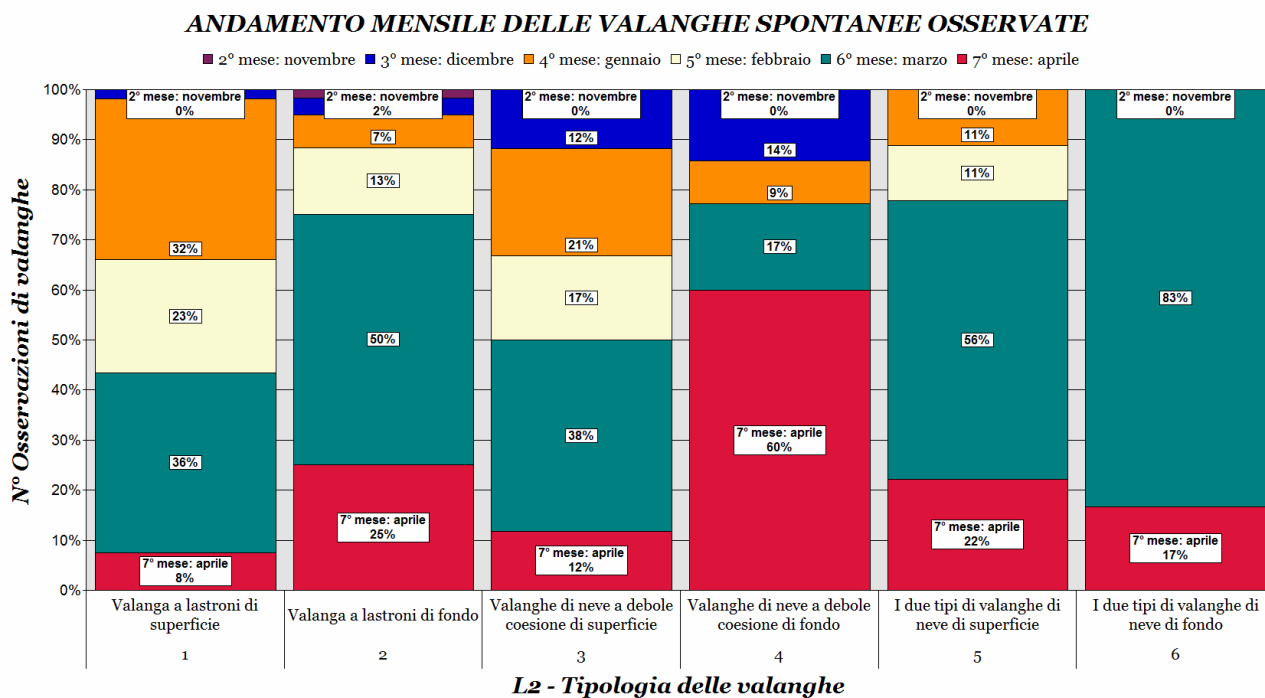 ANDAMENTO MENSILE DELLE VALANGHE SPONTANEE OSSERVATE
2° mese: novembre 3° mese: dicembre 4° mese: gennaio 5° mese: febbraio 6° mese: marzo 7° mese: aprile
N° Osservazioni di valanghe
100%
90%
80%
70%
60%
50%
40%
30%
20%
10%
0%
2° mese: novembre
0%
32%
23%
36%
7° mese: aprile
8%
2° mese: novembre
2%
7%
13%
50%
7° mese: aprile
25%
2° mese: novembre
0%
12%
21%
17%
38%
7° mese: aprile
12%
2° mese: novembre
0%
14%
9%
17%
7° mese: aprile
60%
2° mese: novembre
0%
11%
11%
56%
7° mese: aprile
22%
2° mese: novembre
0%
83%
7° mese: aprile
17%
Valanga a lastroni di
superficie
1
Valanga a lastroni di fondo
2
Valanghe di neve a debole
coesione di superficie
3
Valanghe di neve a debole
coesione di fondo
4
I due tipi di valanghe di
neve di superficie
5
I due tipi di valanghe di
neve di fondo
6
L2 - Tipologia delle valanghe